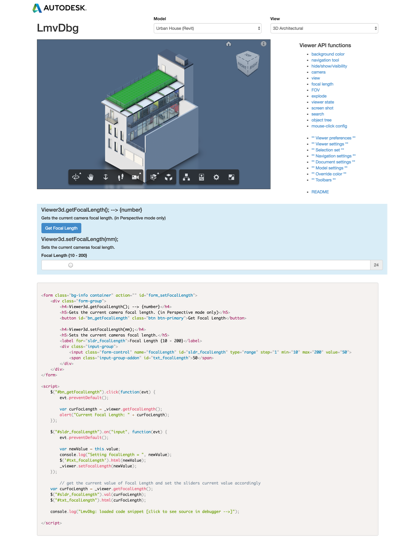 AUTODESK.
LmvDbg
Model
View
Urban House (Revit)
3D Architectural
Viewer API functions
background color
navigation tool
hide/show/visibility
camera
view
focal length
FOV
explode
viewer state
screen shot
search
object tree
mouse-click config
** Viewer preferences **
** Viewer settings **
** Selection set **
** Navigation settings **
** Document settings **
** Model settings **
** Override color **
** Toolbars **
README
Viewer3d.getFocalLength(); --> {number}
Gets the current camera focal length. (in Perspective mode only)
Get Focal Length
Viewer3d.setFocalLength(mm);
Sets the current cameras focal length.
Focal Length (10 - 200)
24
<form class="bg-info container" action="" id="form_setFocalLength">
<div class="form-group">
<h4>Viewer3d.getFocalLength(); --> {number}</h4>
<h5>Gets the current camera focal length. (in Perspective mode only)</h5>
<button id="bn_getFocalLength" class="btn btn-primary">Get Focal Length</button>
<h4>Viewer3d.setFocalLength(mm);</h4>
<h5>Sets the current cameras focal length.</h5>
<label for="sldr_focalLength">Focal Length (10 - 200)</label>
<div class="input-group">
<input class="form-control" name="focalLength" id="sldr_focalLength" type="range" step="1" min="10" max="200" value="50">
<span class="input-group-addon" id="txt_focalLength">50</span>
</div>
</div>
</form>
<script>
$("#bn_getFocalLength").click(function(evt) {
evt.preventDefault();
var curFocLength = _viewer.getFocalLength();
alert("Current focal length: " + curFocLength);
});
$("#sldr_focalLength").on("input", function(evt) {
evt.preventDefault();
var newValue = this.value;
console.log("Setting focalLength = ", newValue);
$('#txt_focalLength').html(newValue);
_viewer.setFocalLength(newValue);
});
// get the current value of Focal Length and set the sliders current value accordingly
var curFocLength = _viewer.getFocalLength();
$("#sldr_focalLength").val(curFocLength);
$("#txt_focalLength").html(curFocLength);
console.log("LmvDbg: loaded code snippet [click to see source in debugger -->]");
</script>